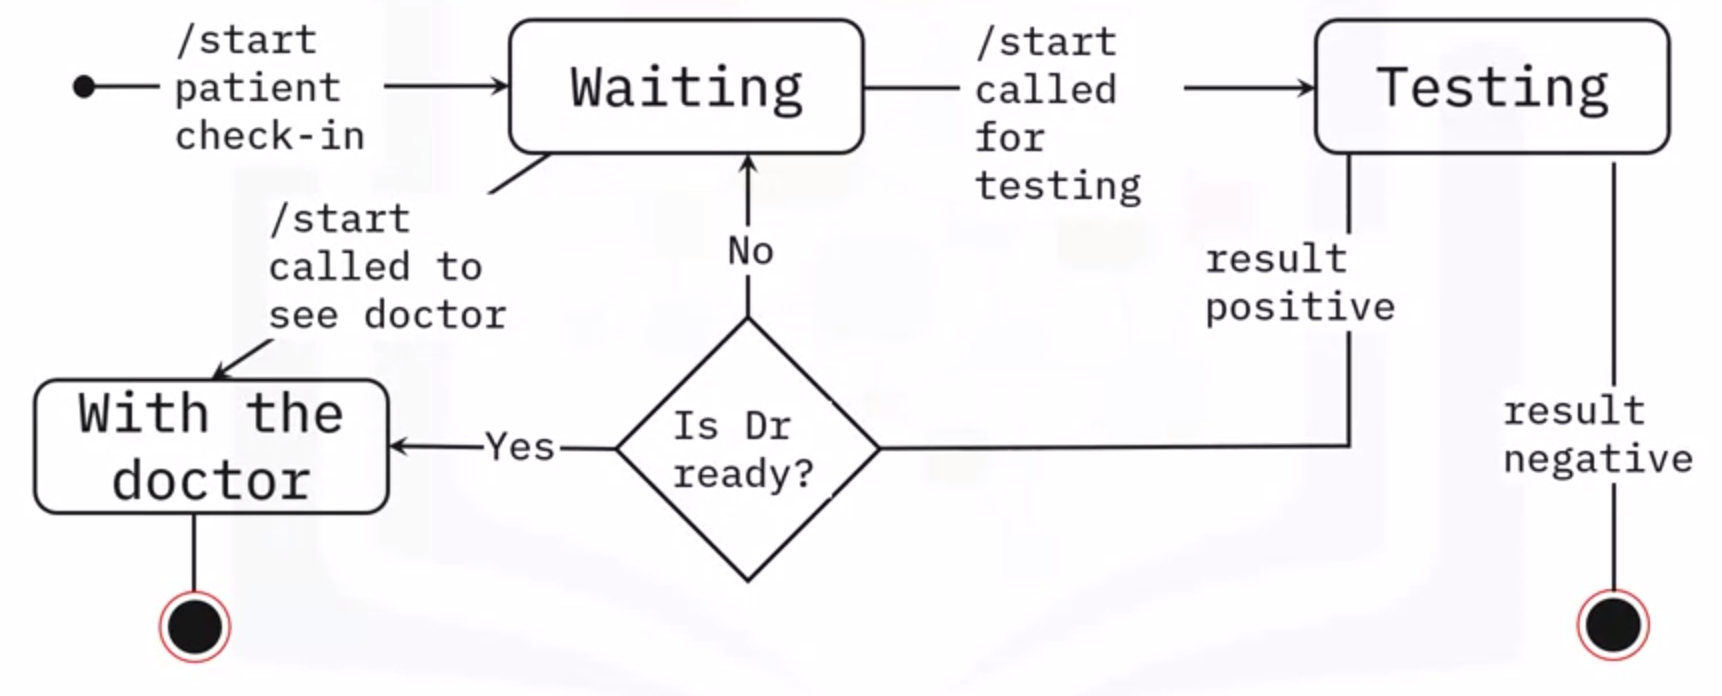 /start
patient
check-in
Waiting
/start
called
for
testing
Testing
/start
called to
see doctor
No
result
positive
With the
doctor
Yes
Is Dr
ready?
result
negative